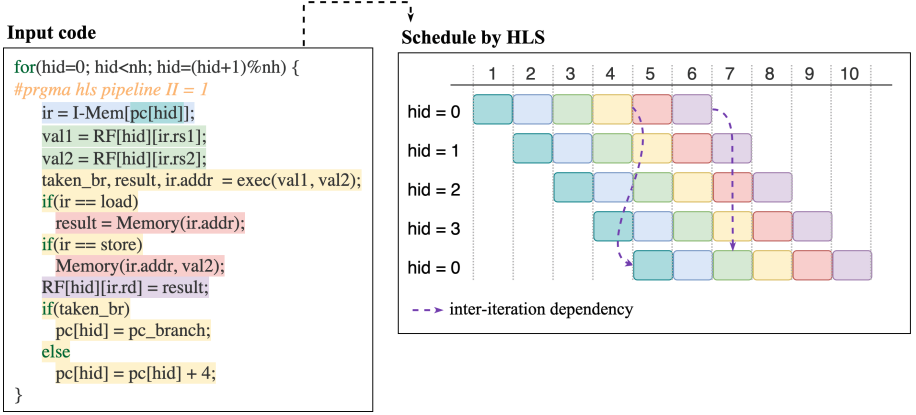 Input code
for(hid=0; hid<nh; hid=(hid+1)%nh) {
#prgma hls pipeline II = 1
ir = I-Mem[pc[hid]];
val1 = RF[hid][ir.rs1];
val2 = RF[hid][ir.rs2];
taken_br, result, ir.addr = exec(val1, val2);
if(ir == load)
result = Memory(ir.addr);
if(ir == store)
Memory(ir.addr, val2);
RF[hid][ir.rd] = result;
if(taken_br)
pc[hid] = pc_branch;
else
pc[hid] = pc[hid] + 4;
}
Schedule by HLS
1 2 3 4 5 6 7 8 9 10
hid = 0
hid = 1
hid = 2
hid = 3
hid = 0
inter-iteration dependency